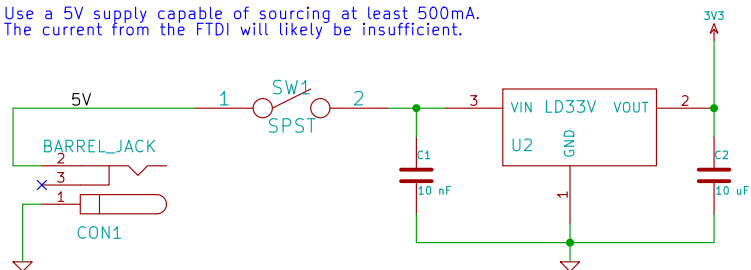 Use a 5V supply capable of sourcing at least 500mA.
The current from the FTDI will likely be insufficient.
3V3
5V
1
SW1
2
SPST
3
VIN
LD33V
VOUT
2
U2
GND
1
BARREL_JACK
2
3
1
CON1
C1
10 nF
C2
10 uF